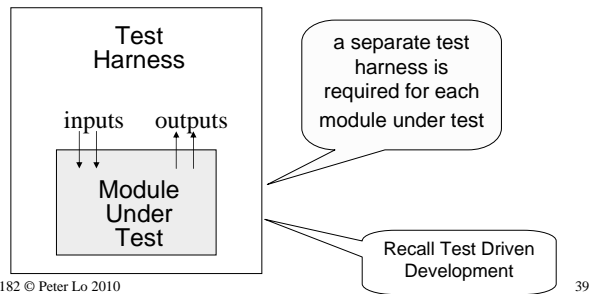 Test
Harness
inputs outputs
Module
Under
Test
a separate test
harness is
required for each
module under test
Recall Test Driven
Development
182 © Peter Lo 2010
39